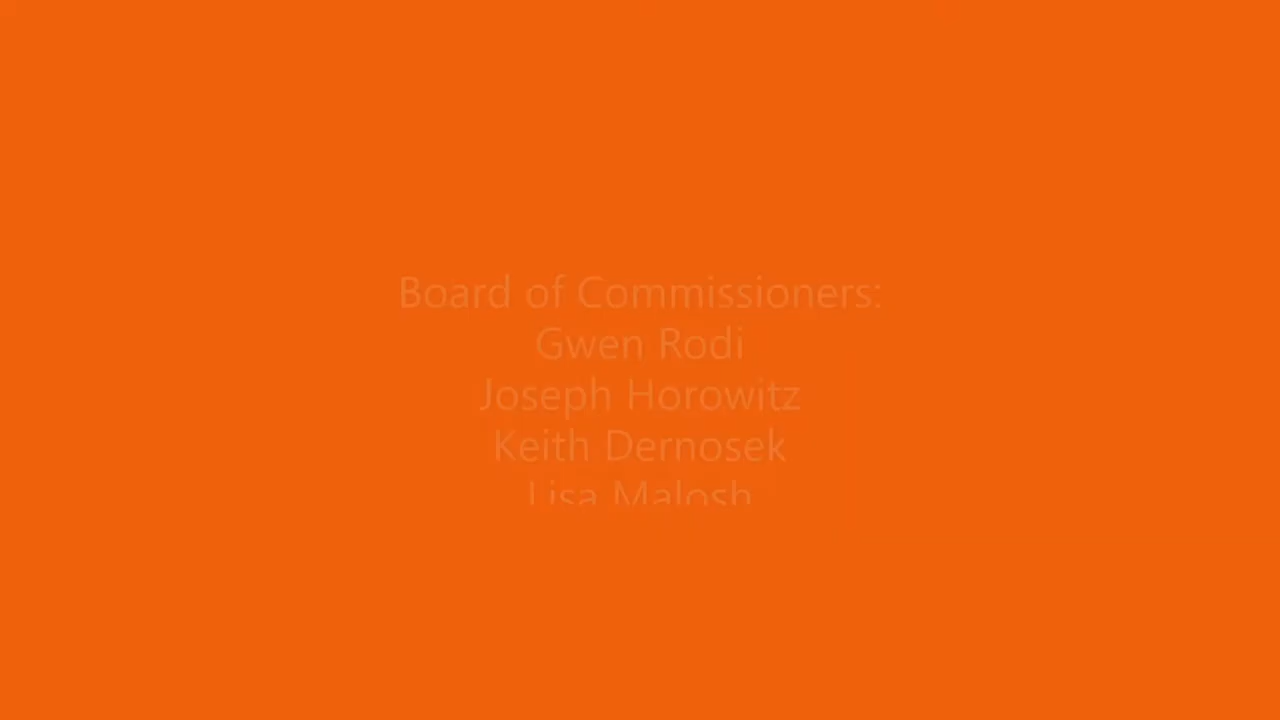 Board of Commissioners:
Gwen Rodi
Joseph Horowitz
Keith Dernosek
Lisa Malosh